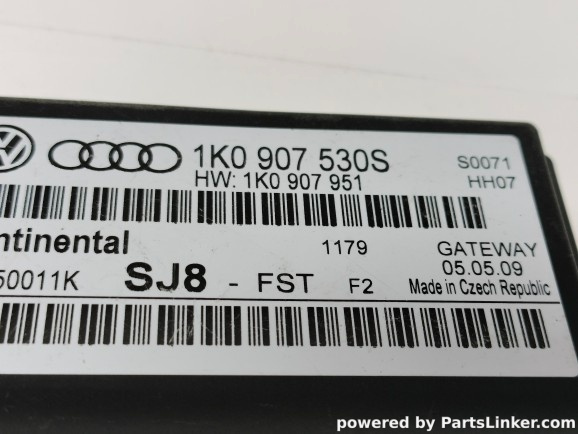 1K0 907 530S S0071
HW: 1K0 907 951 HH07
ntinental 1179 GATEWAY
50011K SJ8 - FST F2 05.05.09
Made in Czech Republic
powered by PartsLinker.com